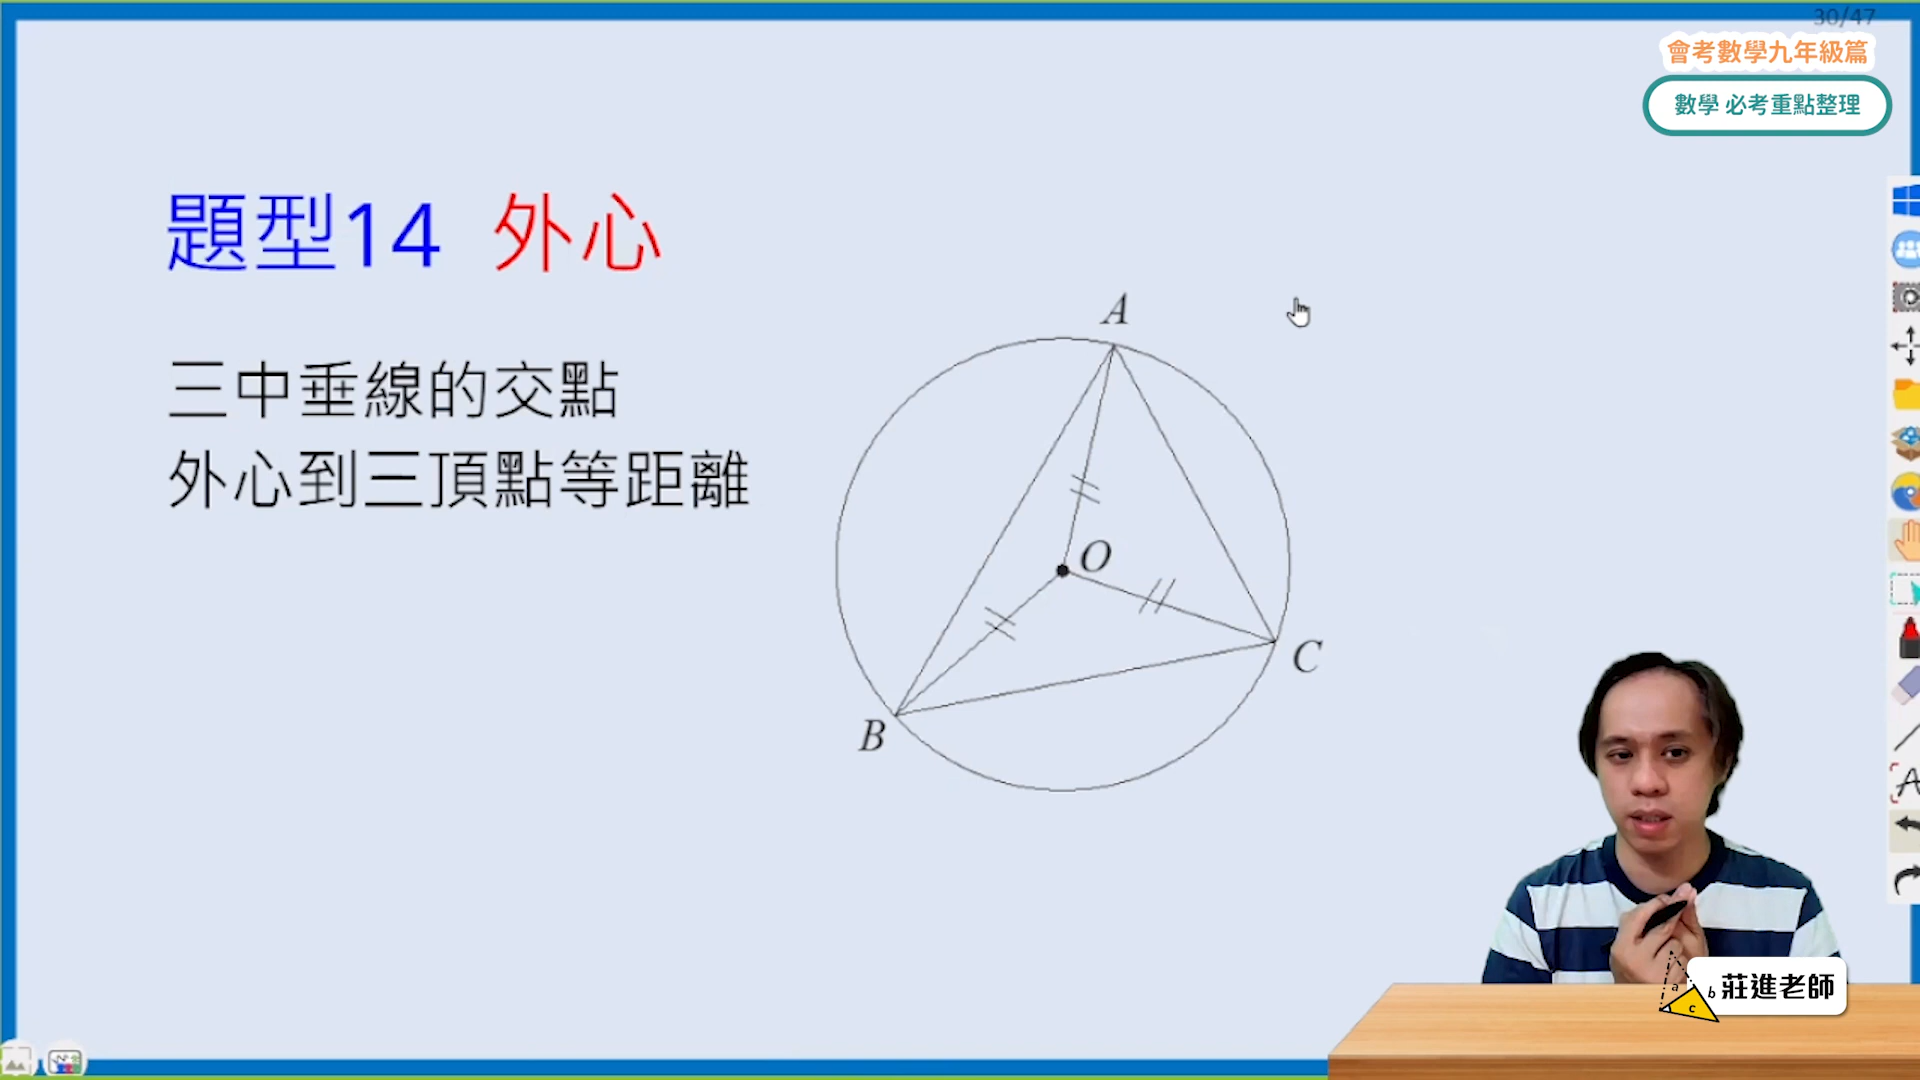 30/47
會考數學九年級篇
數學 必考重點整理
題型14 外心
三中垂線的交點
外心到三頂點等距離
A
O
C
B
a
b
c
莊進老師